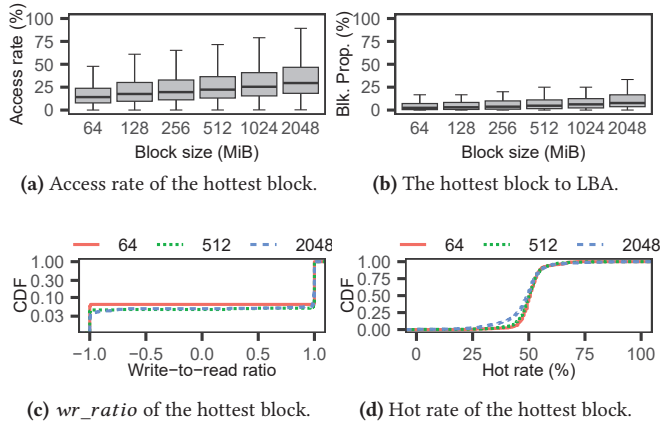 Access rate (%)
100
75
50
25
0
64 128 256 512 1024 2048
Block size (MiB)
(a) Access rate of the hottest block.
Blk. Prop. (%)
100
75
50
25
0
64 128 256 512 1024 2048
Block size (MiB)
(b) The hottest block to LBA.
64 512 2048
CDF
1.00
0.30
0.10
0.03
−1.0 −0.5 0.0 0.5 1.0
Write−to−read ratio
(c) wr_ratio of the hottest block.
64 512 2048
CDF
1.00
0.75
0.50
0.25
0.00
0 25 50 75 100
Hot rate (%)
(d) Hot rate of the hottest block.